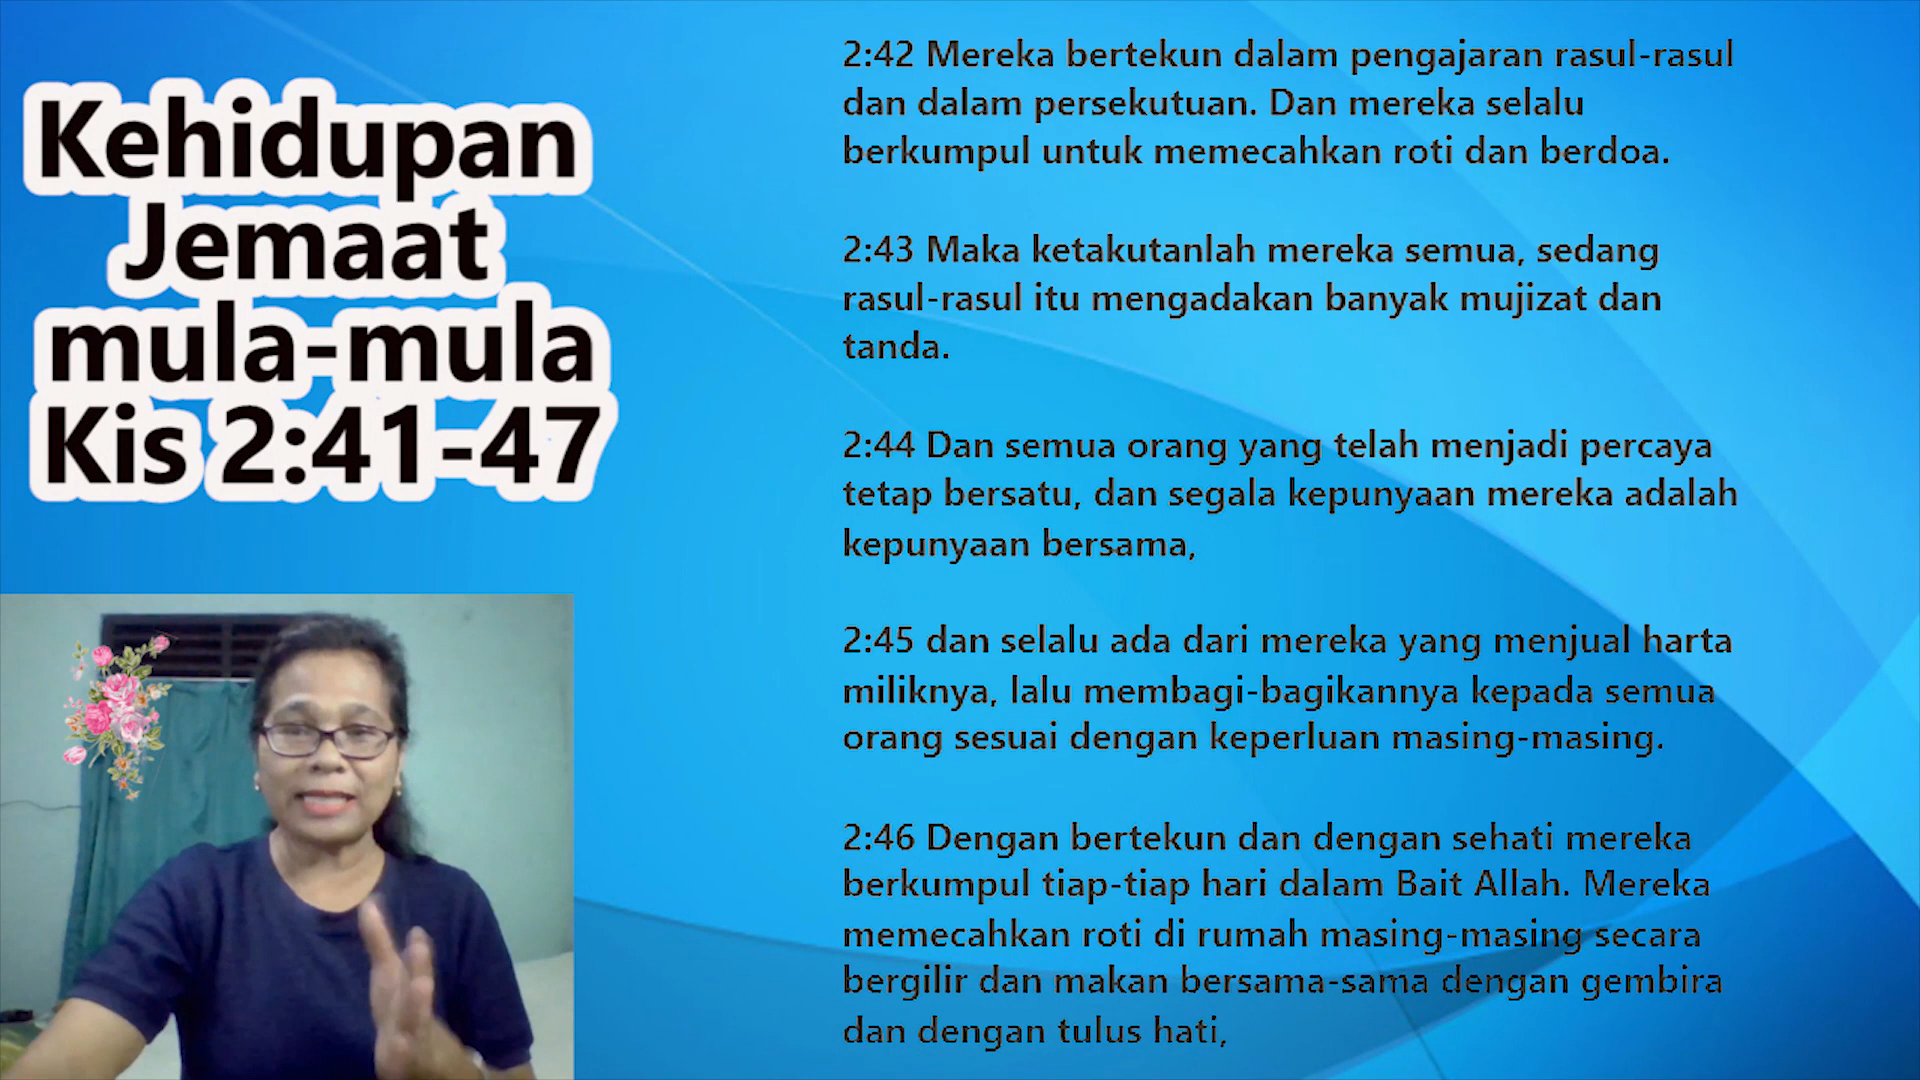 Kehidupan
Jemaat
mula-mula
Kis 2:41-47
2:42 Mereka bertekun dalam pengajaran rasul-rasul
dan dalam persekutuan. Dan mereka selalu
berkumpul untuk memecahkan roti dan berdoa.
2:43 Maka ketakutanlah mereka semua, sedang
rasul-rasul itu mengadakan banyak mujizat dan
tanda.
2:44 Dan semua orang yang telah menjadi percaya
tetap bersatu, dan segala kepunyaan mereka adalah
kepunyaan bersama,
2:45 dan selalu ada dari mereka yang menjual harta
miliknya, lalu membagi-bagikannya kepada semua
orang sesuai dengan keperluan masing-masing.
2:46 Dengan bertekun dan dengan sehati mereka
berkumpul tiap-tiap hari dalam Bait Allah. Mereka
memecahkan roti di rumah masing-masing secara
bergilir dan makan bersama-sama dengan gembira
dan dengan tulus hati,